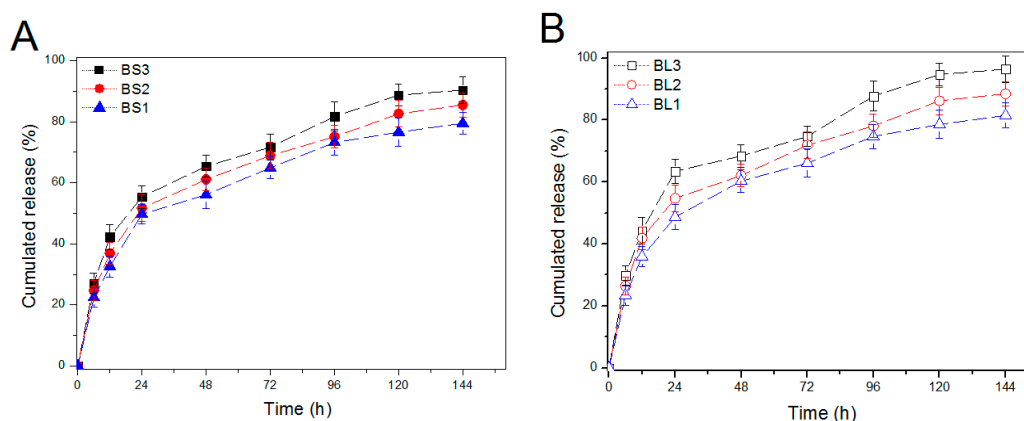 A
100
80
60
40
20
0
BS3
BS2
BS1
Cumulated release (%)
0 24 48 72 96 120 144
Time (h)
B
100
80
60
40
20
0
BL3
BL2
BL1
Cumulated release (%)
0 24 48 72 96 120 144
Time (h)